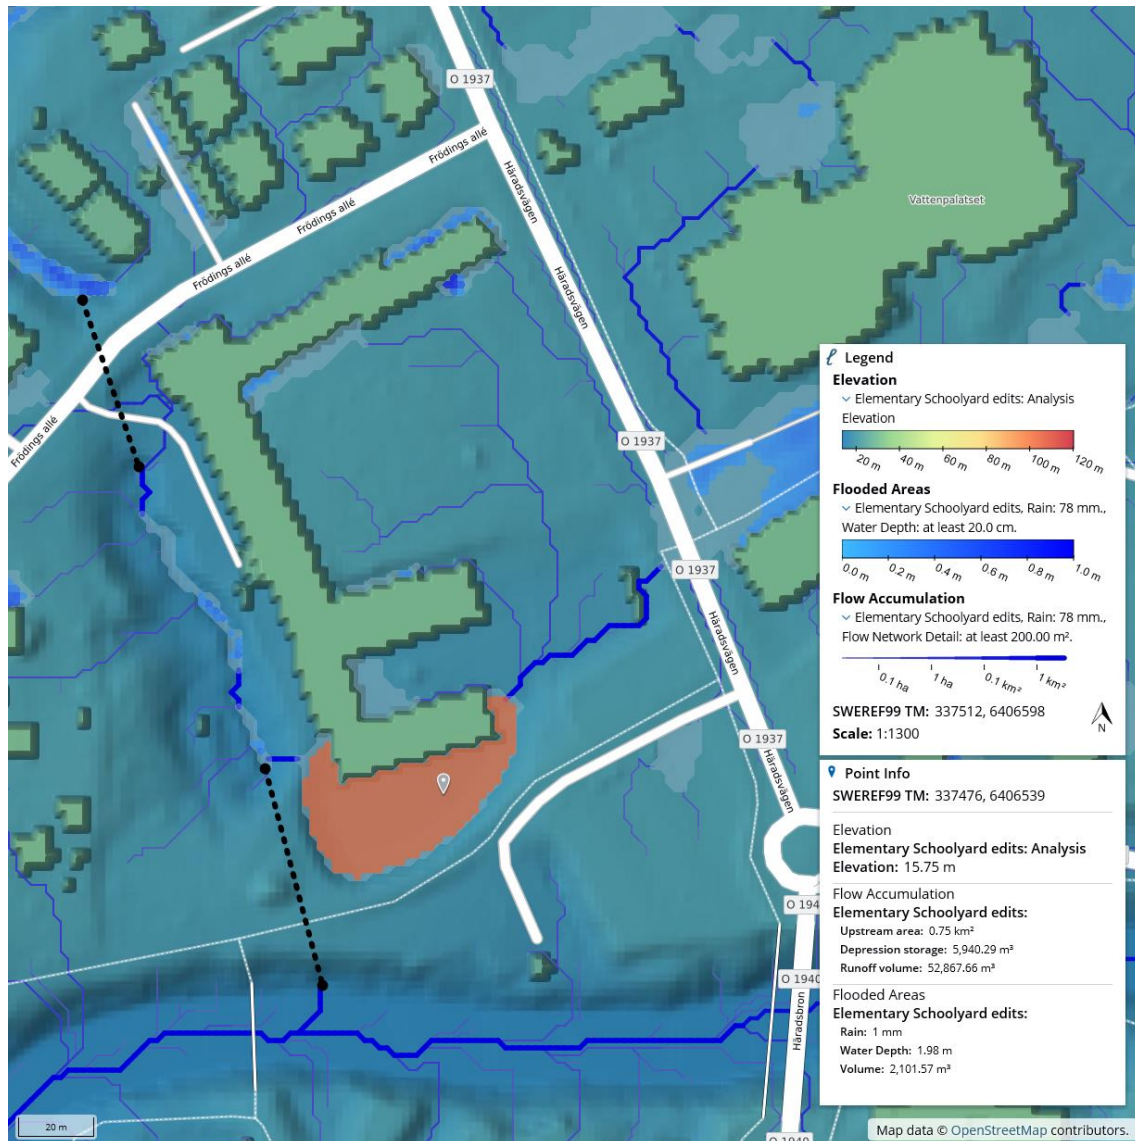 O 1937
Frödings allé
Häradsvägen
Vattenpalatset
Frödings allé
Frödings allé
Häradsvägen
Frödings allé
O 1937
O 1937
Häradsvägen
O 1937
Häradsvägen
O 194
O 1940
Häradsbron
O 1940
20 m
Legend
Elevation
Elementary Schoolyard edits: Analysis
Elevation
20 m 40 m 60 m 80 m 100 m 120 m
Flooded Areas
Elementary Schoolyard edits, Rain: 78 mm.,
Water Depth: at least 20.0 cm.
0.0 m 0.2 m 0.4 m 0.6 m 0.8 m 1.0 m
Flow Accumulation
Elementary Schoolyard edits, Rain: 78 mm.,
Flow Network Detail: at least 200.00 m².
0.1 ha 1 ha 0.1 km² 1 km²
SWEREF99 TM: 337512, 6406598
Scale: 1:1300
N
Point Info
SWEREF99 TM: 337476, 6406539
Elevation
Elementary Schoolyard edits: Analysis
Elevation: 15.75 m
Flow Accumulation
Elementary Schoolyard edits:
Upstream area: 0.75 km²
Depression storage: 5,940.29 m³
Runoff volume: 52,867.66 m³
Flooded Areas
Elementary Schoolyard edits:
Rain: 1 mm
Water Depth: 1.98 m
Volume: 2,101.57 m³
Map data © OpenStreetMap contributors.